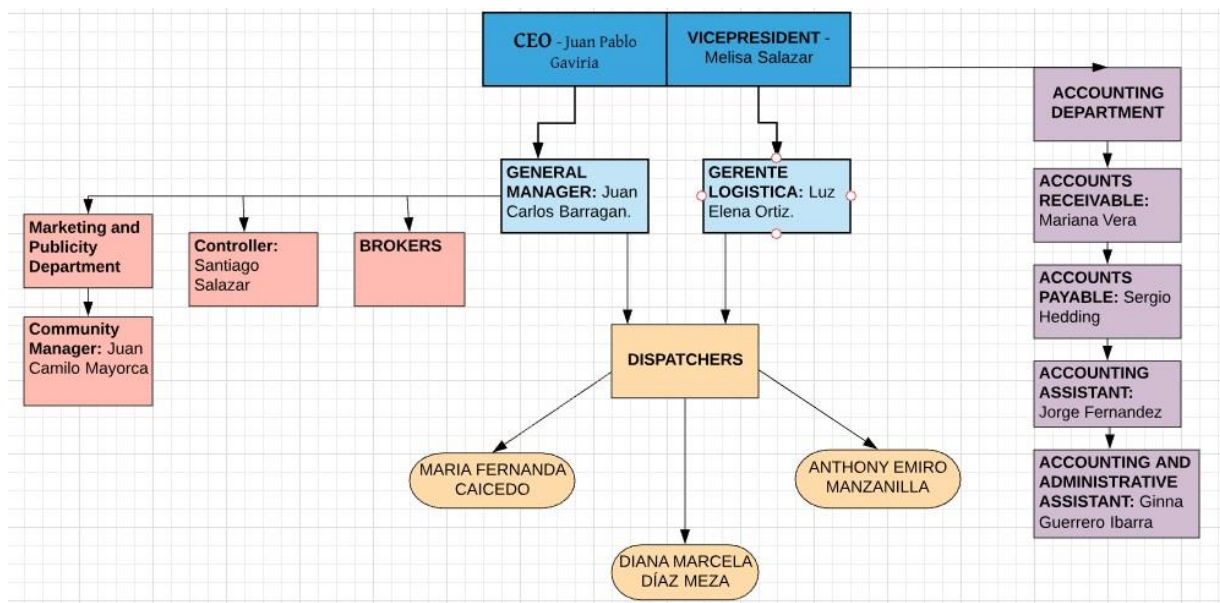 CEO - Juan Pablo
Gaviria
VICEPRESIDENT -
Melisa Salazar
ACCOUNTING
DEPARTMENT
GENERAL
MANAGER: Juan
Carlos Barragan.
GERENTE
LOGISTICA: Luz
Elena Ortiz.
ACCOUNTS
RECEIVABLE:
Mariana Vera
Marketing and
Publicity
Department
Controller:
Santiago
Salazar
BROKERS
ACCOUNTS
PAYABLE: Sergio
Hedding
Community
Manager: Juan
Camilo Mayorca
DISPATCHERS
ACCOUNTING
ASSISTANT:
Jorge Fernandez
MARIA FERNANDA
CAICEDO
ANTHONY EMIRO
MANZANILLA
ACCOUNTING AND
ADMINISTRATIVE
ASSISTANT: Ginna
Guerrero Ibarra
DIANA MARCELA
DÍAZ MEZA